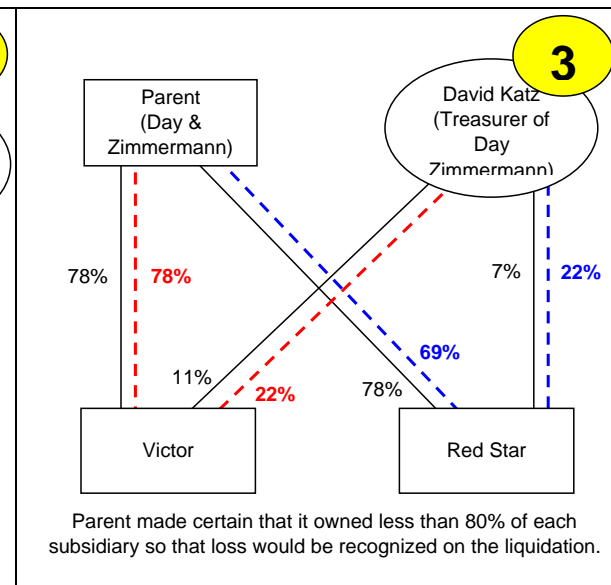 3
Parent
(Day &
Zimmermann)
David Katz
(Treasurer of
Day
Zimmermann)
78%
78%
7%
22%
69%
11%
22%
78%
Victor
Red Star
Parent made certain that it owned less than 80% of each
subsidiary so that loss would be recognized on the liquidation.